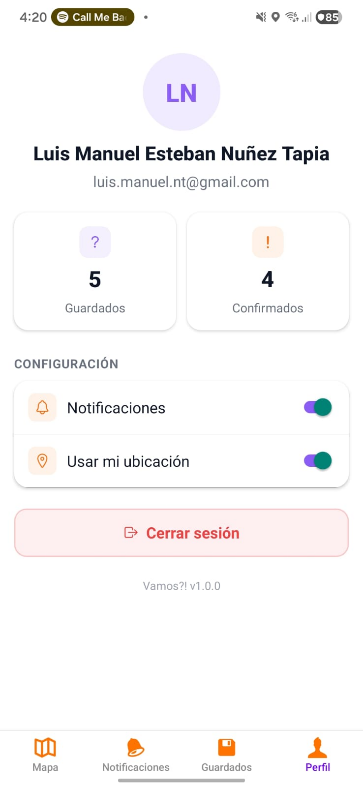 4:20 Call Me Ba 85
LN
Luis Manuel Esteban Nuñez Tapia
luis.manuel.nt@gmail.com
? !
5 4
Guardados Confirmados
CONFIGURACIÓN
Notificaciones
Usar mi ubicación
Cerrar sesión
Vamos?! v1.0.0
Mapa Notificaciones Guardados Perfil